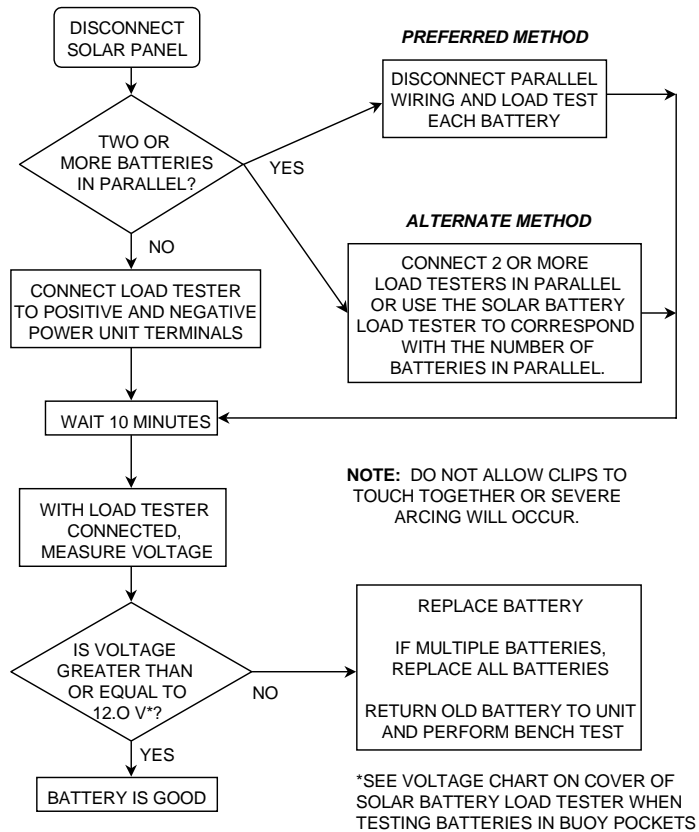 DISCONNECT
SOLAR PANEL
PREFERRED METHOD
DISCONNECT PARALLEL
WIRING AND LOAD TEST
EACH BATTERY
TWO OR
MORE BATTERIES
IN PARALLEL?
YES
ALTERNATE METHOD
NO
CONNECT 2 OR MORE
LOAD TESTERS IN PARALLEL
OR USE THE SOLAR BATTERY
LOAD TESTER TO CORRESPOND
WITH THE NUMBER OF
BATTERIES IN PARALLEL.
CONNECT LOAD TESTER
TO POSITIVE AND NEGATIVE
POWER UNIT TERMINALS
WAIT 10 MINUTES
NOTE: DO NOT ALLOW CLIPS TO
TOUCH TOGETHER OR SEVERE
ARCING WILL OCCUR.
WITH LOAD TESTER
CONNECTED,
MEASURE VOLTAGE
IS VOLTAGE
GREATER THAN
OR EQUAL TO
12.O V*?
NO
REPLACE BATTERY
IF MULTIPLE BATTERIES,
REPLACE ALL BATTERIES
RETURN OLD BATTERY TO UNIT
AND PERFORM BENCH TEST
YES
BATTERY IS GOOD
*SEE VOLTAGE CHART ON COVER OF
SOLAR BATTERY LOAD TESTER WHEN
TESTING BATTERIES IN BUOY POCKETS